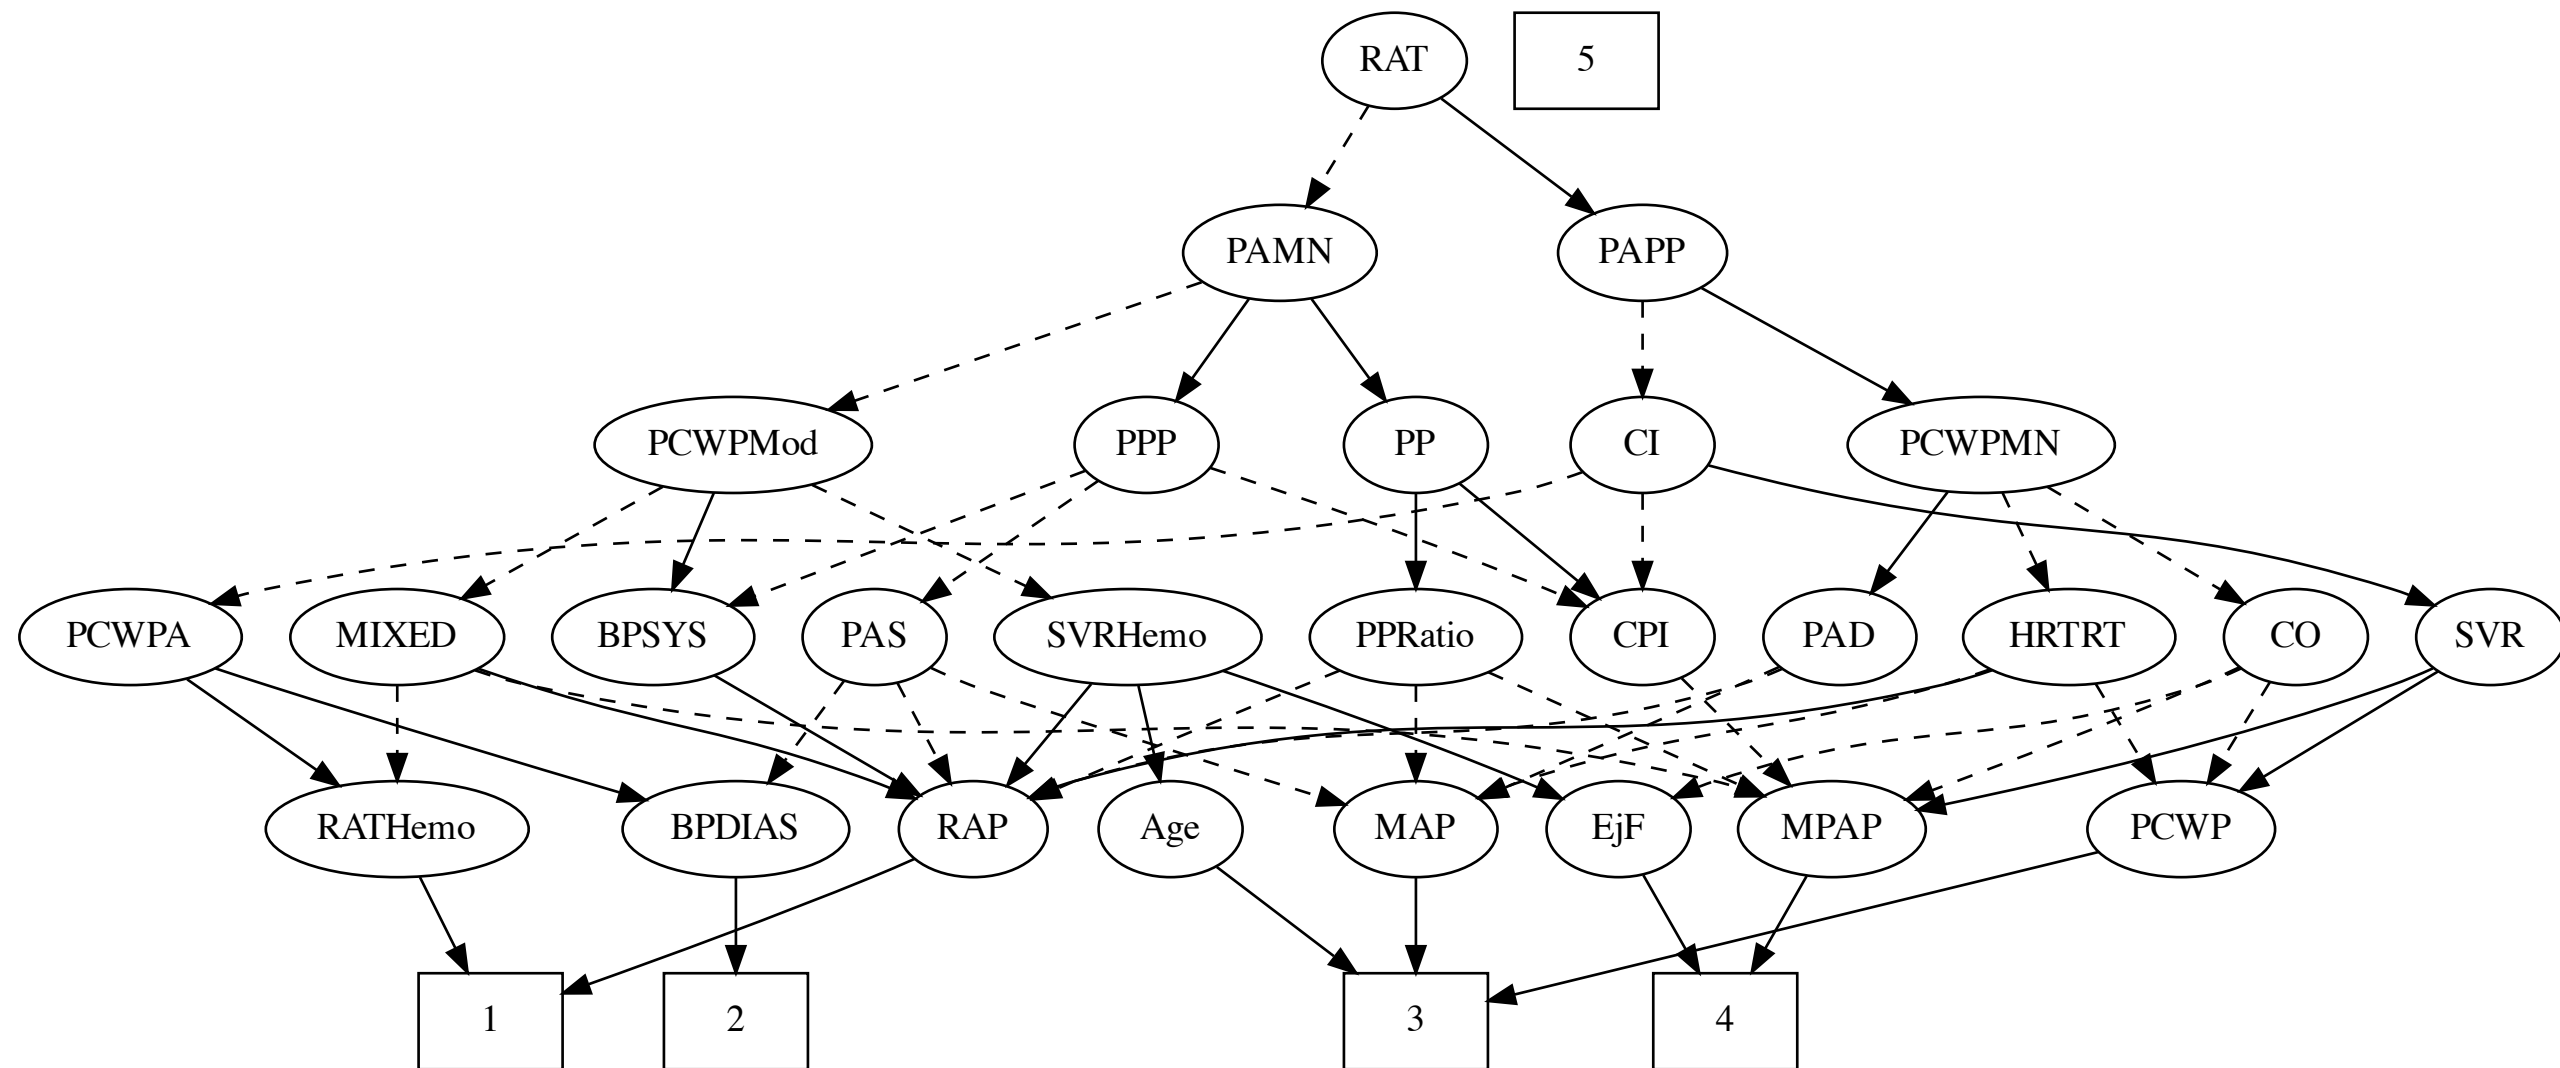 RAT
5
PAMN
PAPP
PCWPMod
PPP
PP
CI
PCWPMN
PCWPA
MIXED
BPSYS
PAS
SVRHemo
PPRatio
CPI
PAD
HRTRT
CO
SVR
RATHemo
BPDIAS
RAP
Age
MAP
EjF
MPAP
PCWP
1
2
3
4